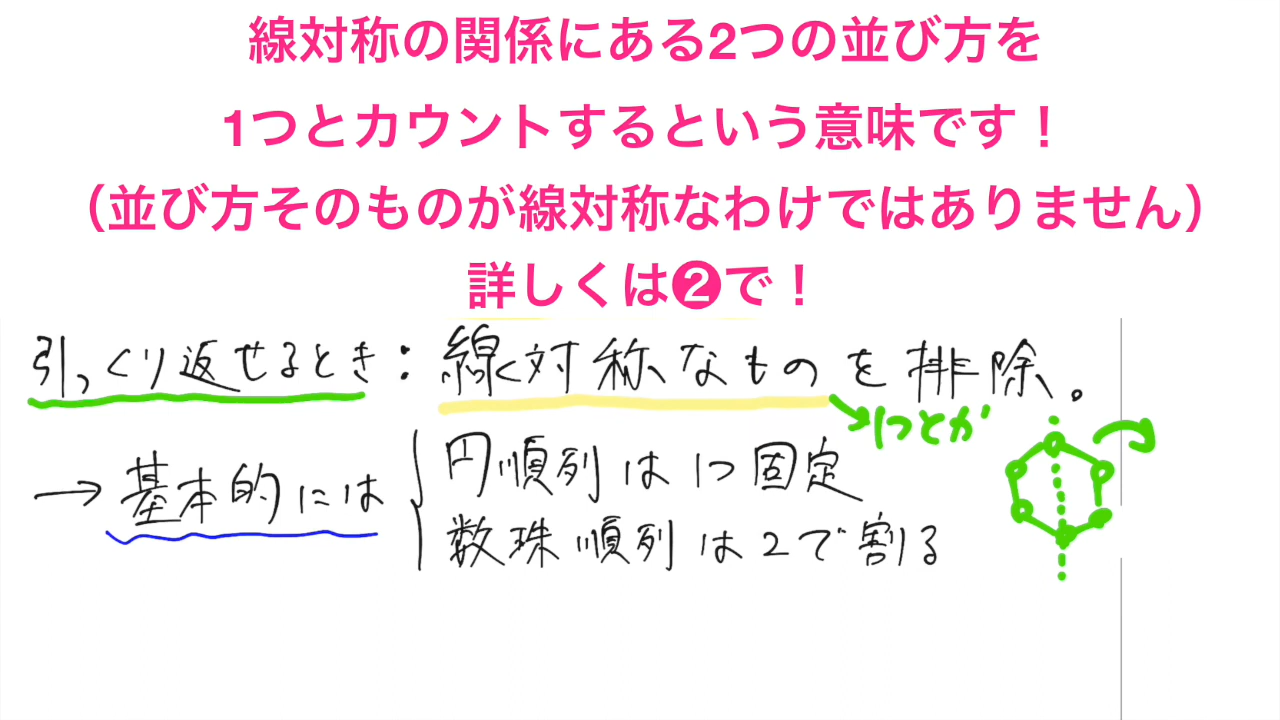 線対称の関係にある2つの並び方を
1つとカウントするという意味です！
（並び方そのものが線対称なわけではありません）
詳しくは❷で！
引っくり返せるとき：線対称なものを排除。
1つとか
→基本的には
円順列は1つ固定
数珠順列は2で割る